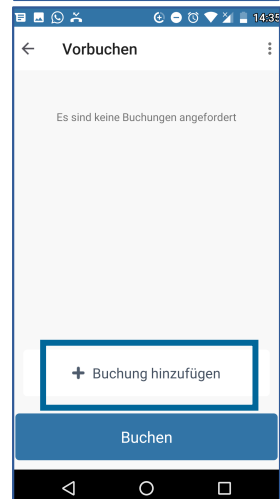 14:35
Vorbuchen
Es sind keine Buchungen angefordert
+ Buchung hinzufügen
Buchen